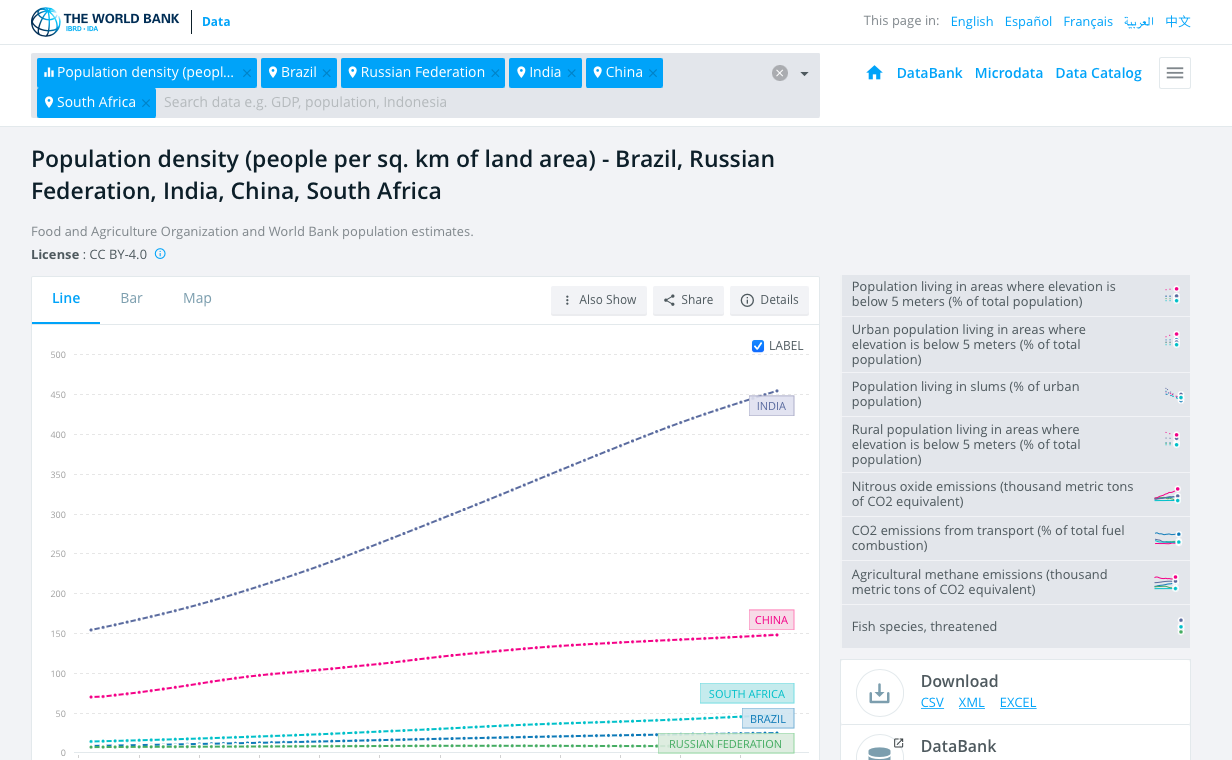 THE WORLD BANK
IBRD · IDA
Data
This page in: English Español Français العربية 中文
Population density (peopl... × Brazil × Russian Federation × India × China ×
South Africa × Search data e.g. GDP, population, Indonesia
DataBank Microdata Data Catalog
Population density (people per sq. km of land area) - Brazil, Russian
Federation, India, China, South Africa
Food and Agriculture Organization and World Bank population estimates.
License : CC BY-4.0
Line Bar Map
Also Show Share Details
LABEL
500
450
400
350
300
250
200
150
100
50
0
INDIA
CHINA
SOUTH AFRICA
BRAZIL
RUSSIAN FEDERATION
Population living in areas where elevation is
below 5 meters (% of total population)
Urban population living in areas where
elevation is below 5 meters (% of total
population)
Population living in slums (% of urban
population)
Rural population living in areas where
elevation is below 5 meters (% of total
population)
Nitrous oxide emissions (thousand metric tons
of CO2 equivalent)
CO2 emissions from transport (% of total fuel
combustion)
Agricultural methane emissions (thousand
metric tons of CO2 equivalent)
Fish species, threatened
Download
CSV XML EXCEL
DataBank